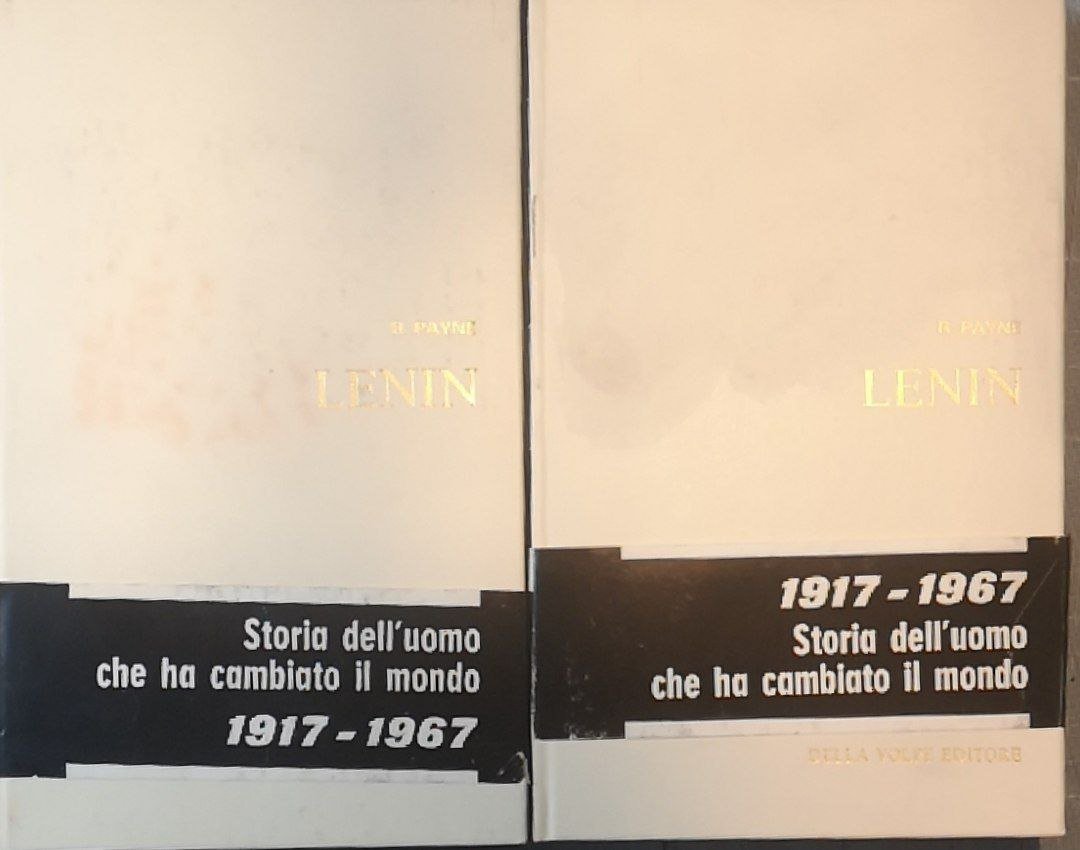 R. PAYNE
LENIN
Storia dell'uomo
che ha cambiato il mondo
1917-1967
R. PAYNE
LENIN
1917-1967
Storia dell'uomo
che ha cambiato il mondo
DELLA VOLPE EDITORE